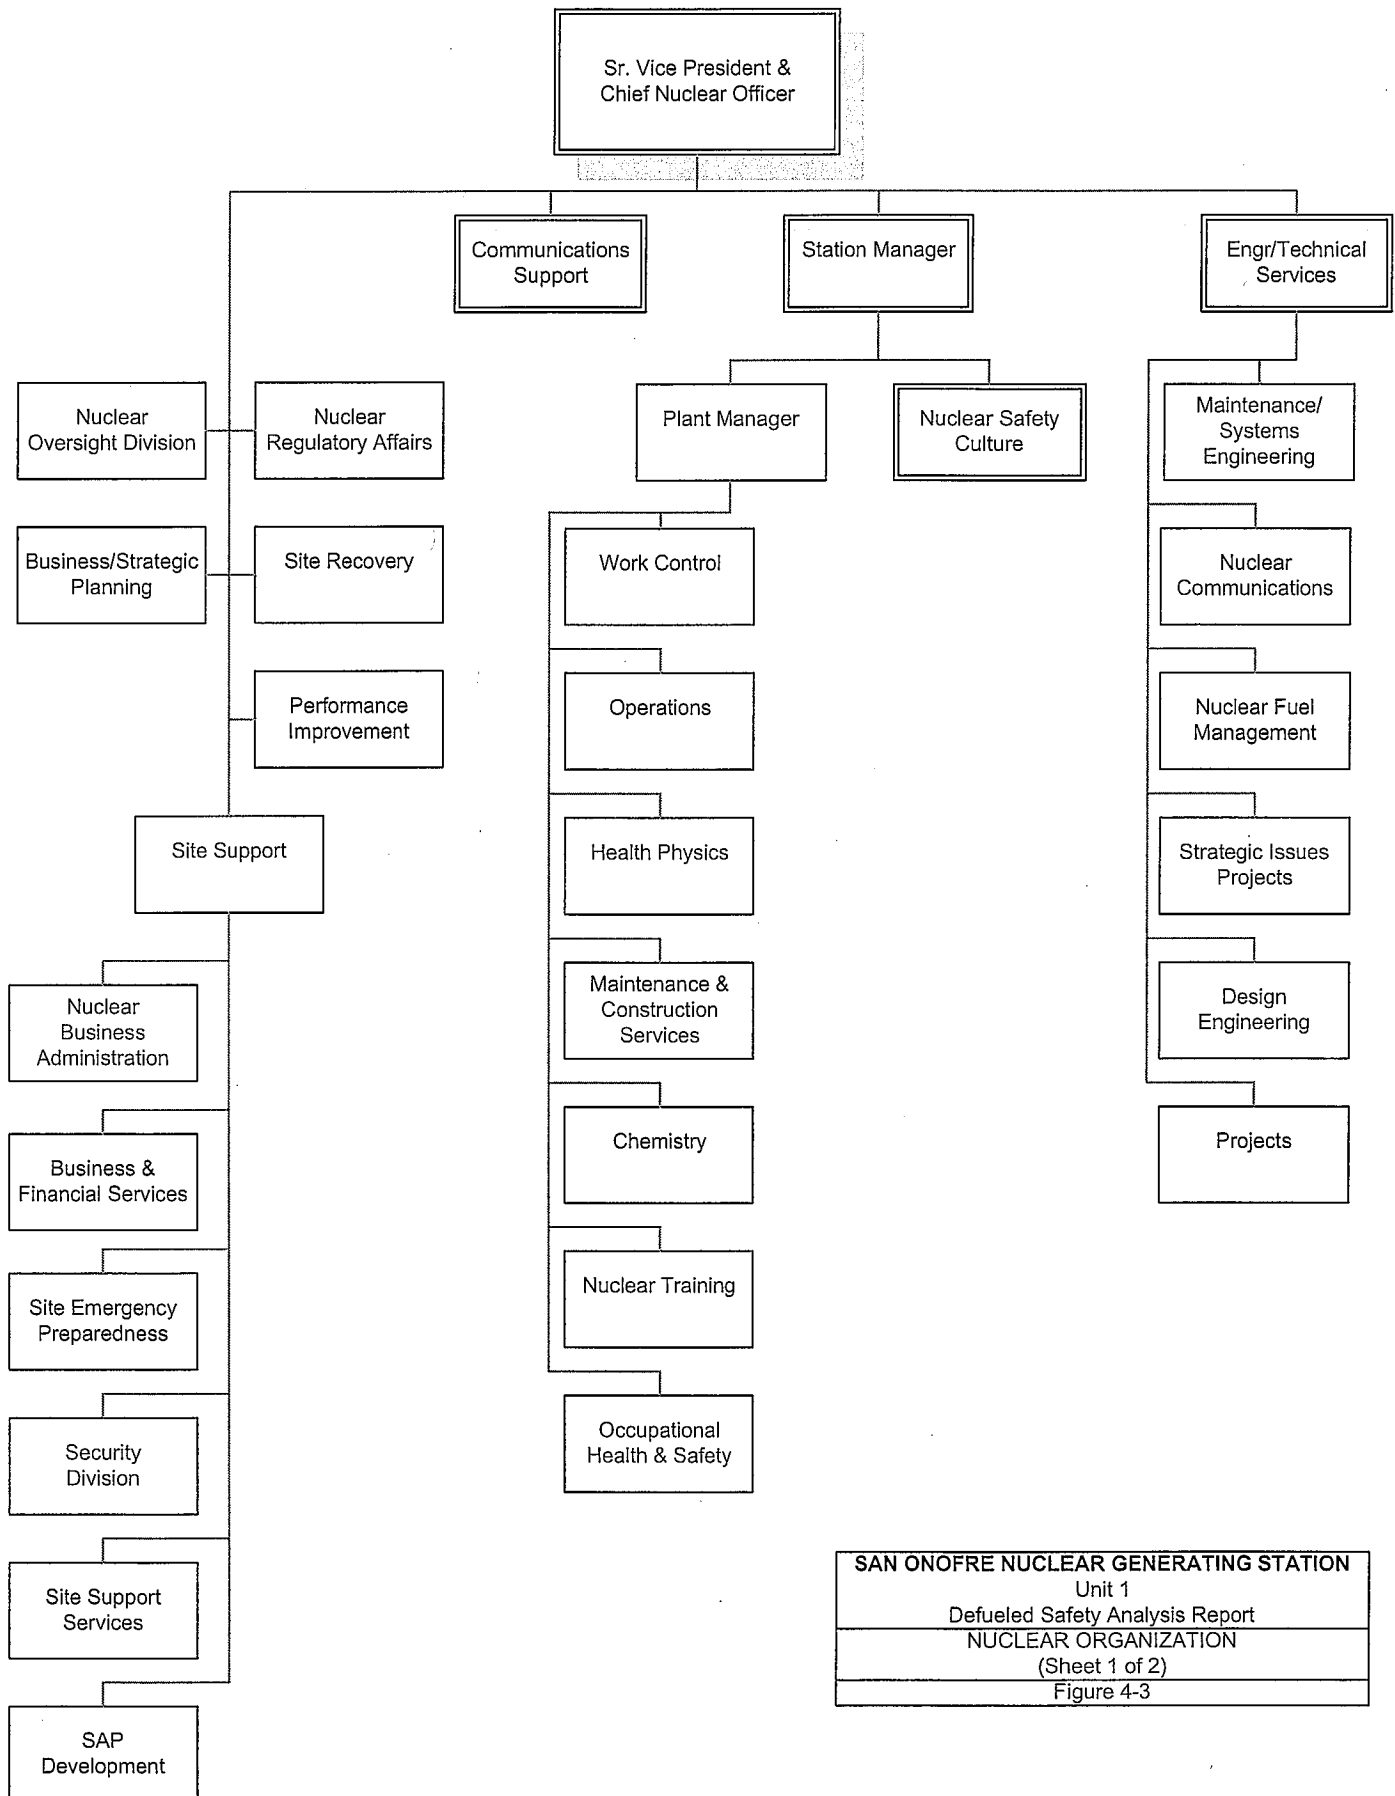 Sr. Vice President &
Chief Nuclear Officer
Communications
Support
Station Manager
Engr/Technical
Services
Nuclear
Oversight Division
Nuclear
Regulatory Affairs
Plant Manager
Nuclear Safety
Culture
Maintenance/
Systems
Engineering
Business/Strategic
Planning
Site Recovery
Work Control
Nuclear
Communications
Performance
Improvement
Operations
Nuclear Fuel
Management
Site Support
Health Physics
Strategic Issues
Projects
Nuclear
Business
Administration
Maintenance &
Construction
Services
Design
Engineering
Business &
Financial Services
Chemistry
Projects
Site Emergency
Preparedness
Nuclear Training
Security
Division
Occupational
Health & Safety
Site Support
Services
SAP
Development
SAN ONOFRE NUCLEAR GENERATING STATION
Unit 1
Defueled Safety Analysis Report
NUCLEAR ORGANIZATION
(Sheet 1 of 2)
Figure 4-3